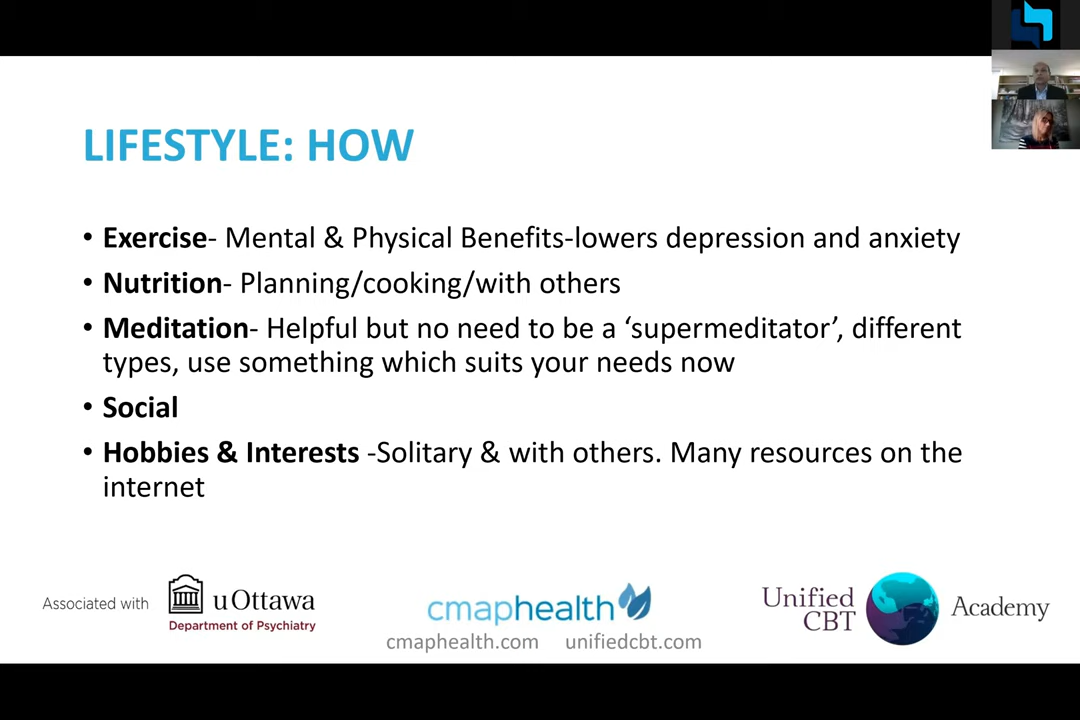 LIFESTYLE: HOW
• Exercise- Mental & Physical Benefits-lowers depression and anxiety
• Nutrition- Planning/cooking/with others
• Meditation- Helpful but no need to be a ‘supermeditator’, different
types, use something which suits your needs now
• Social
• Hobbies & Interests -Solitary & with others. Many resources on the
internet
Associated with
uOttawa
Department of Psychiatry
cmaphealth
cmaphealth.com unifiedcbt.com
Unified
CBT
Academy